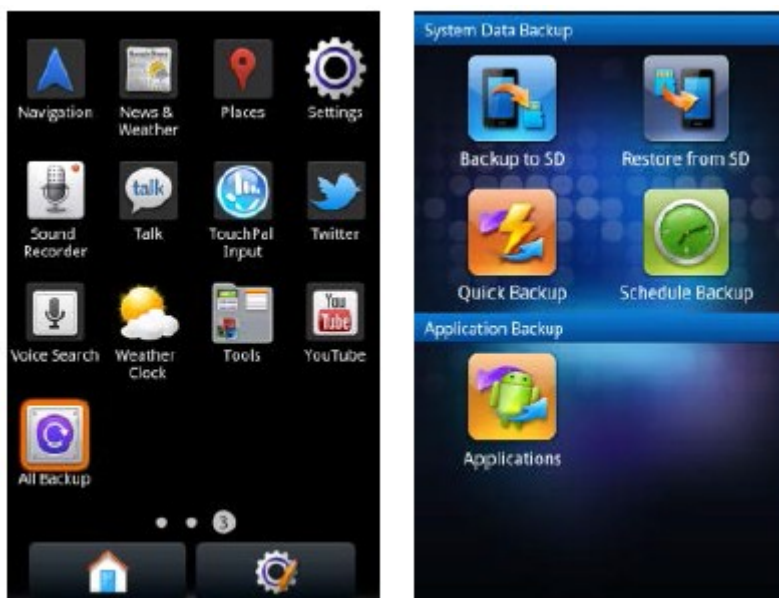 Navigation
News &
Weather
Places
Settings
Sound
Recorder
talk
Talk
TouchPal
Input
Twitter
Voice Search
Weather
Clock
Tools
You
Tube
YouTube
All Backup
3
System Data Backup
Backup to SD
Restore from SD
Quick Backup
Schedule Backup
Application Backup
Applications